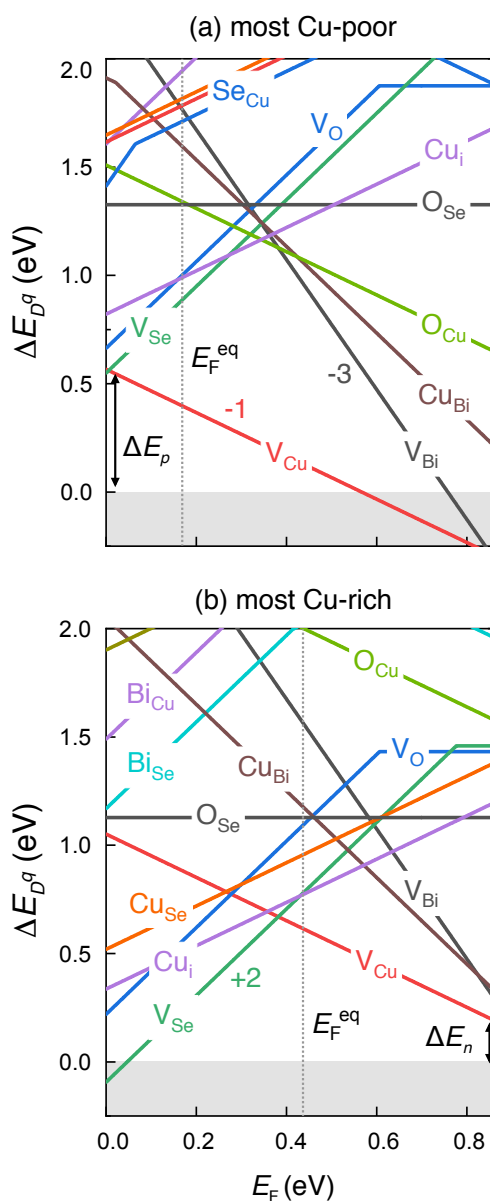 (a) most Cu-poor
2.0
1.5
1.0
0.5
0.0
ΔE_D^q (eV)
Se_Cu
V_O
Cu_i
O_Se
O_Cu
V_Se
E_F^eq
-3
-1
Cu_Bi
ΔE_p
V_Cu
V_Bi
(b) most Cu-rich
2.0
1.5
1.0
0.5
0.0
ΔE_D^q (eV)
O_Cu
Bi_Cu
Bi_Se
Cu_Bi
V_O
O_Se
V_Bi
Cu_Se
Cu_i
V_Cu
+2
V_Se
E_F^eq
ΔE_n
0.0 0.2 0.4 0.6 0.8
E_F (eV)